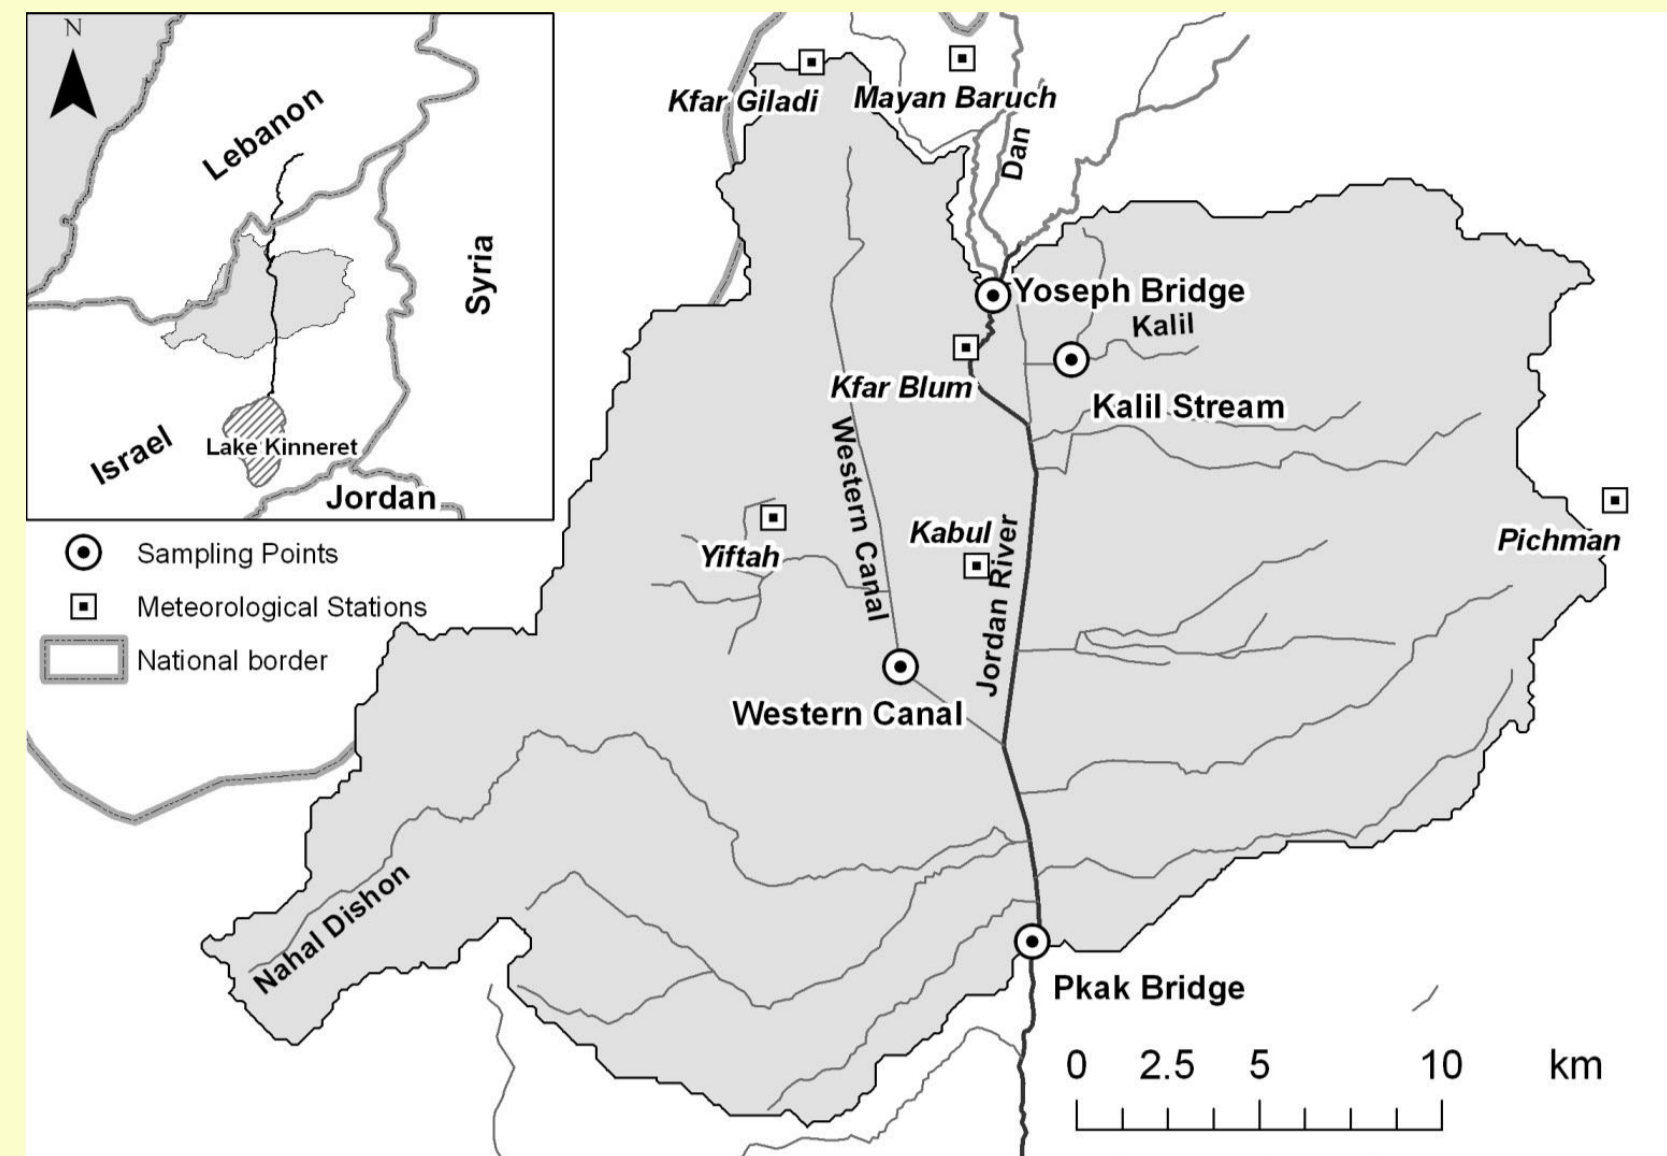 N
Lebanon
Syria
Israel
Lake Kinneret
Jordan
Sampling Points
Meteorological Stations
National border
Kfar Giladi
Mayan Baruch
Dan
Yoseph Bridge
Kalil
Kfar Blum
Kalil Stream
Western Canal
Yiftah
Kabul
Jordan River
Pichman
Western Canal
Nahal Dishon
Pkak Bridge
0 2.5 5 10 km